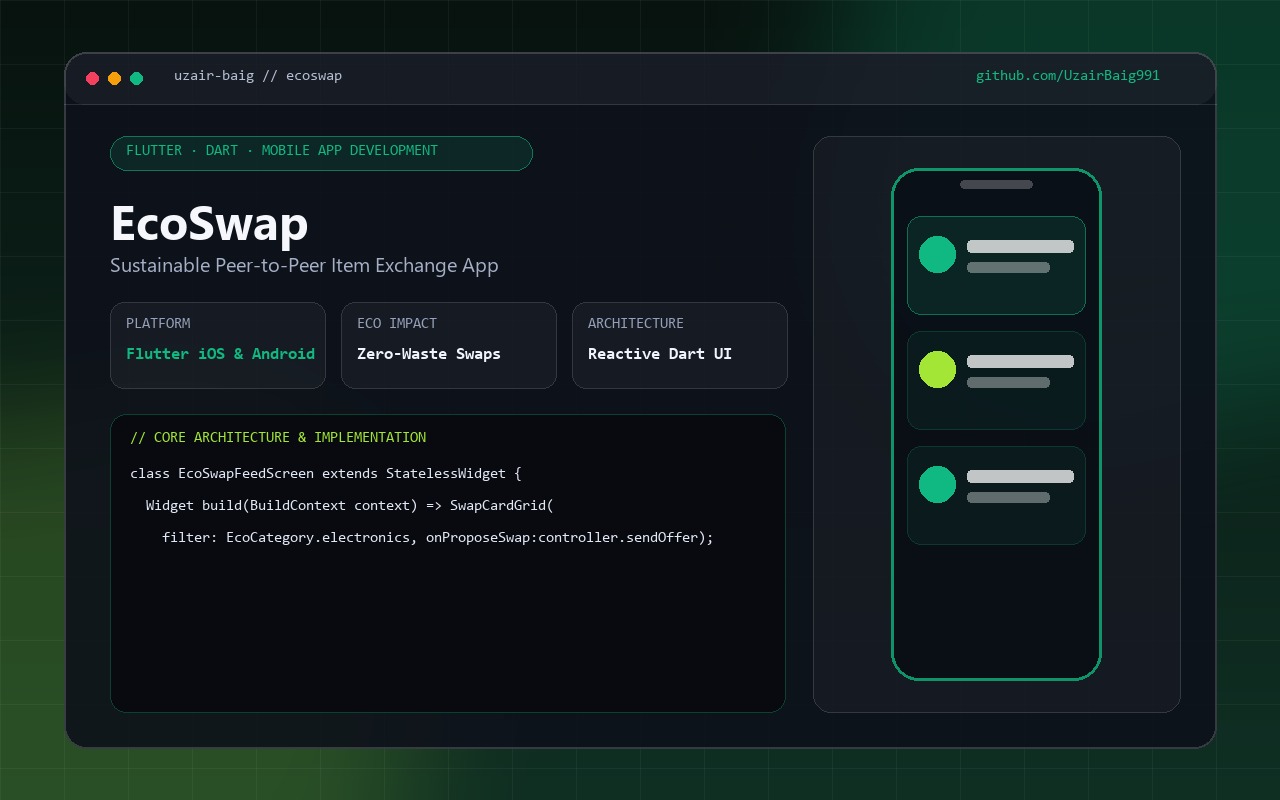 uzair-baig // ecoswap
github.com/UzairBaig991
FLUTTER · DART · MOBILE APP DEVELOPMENT
EcoSwap
Sustainable Peer-to-Peer Item Exchange App
PLATFORM
Flutter iOS & Android
ECO IMPACT
Zero-Waste Swaps
ARCHITECTURE
Reactive Dart UI
// CORE ARCHITECTURE & IMPLEMENTATION
class EcoSwapFeedScreen extends StatelessWidget {
  Widget build(BuildContext context) => SwapCardGrid(
    filter: EcoCategory.electronics, onProposeSwap:controller.sendOffer);